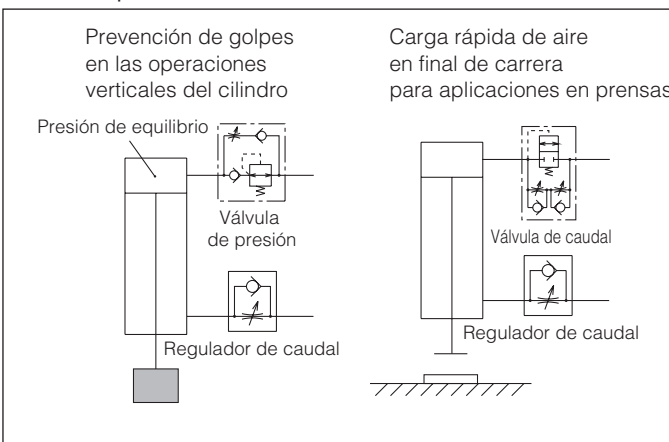 Prevención de golpes
en las operaciones
verticales del cilindro
Presión de equilibrio
Válvula
de presión
Regulador de caudal
Carga rápida de aire
en final de carrera
para aplicaciones en prensas
Válvula de caudal
Regulador de caudal